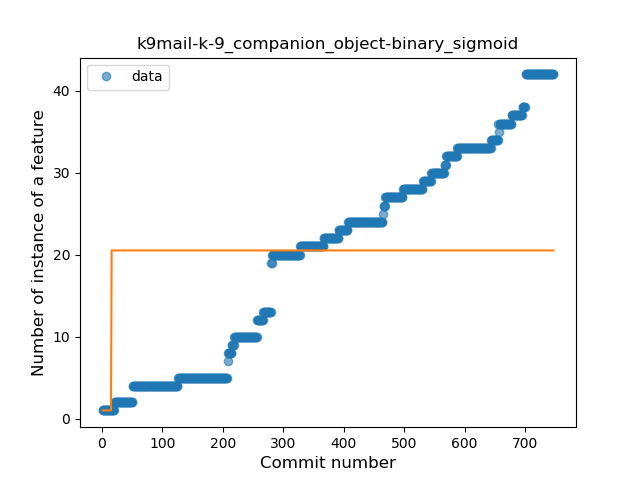 k9mail-k-9_companion_object-binary_sigmoid
data
Number of instance of a feature
40
30
20
10
0
0 100 200 300 400 500 600 700
Commit number